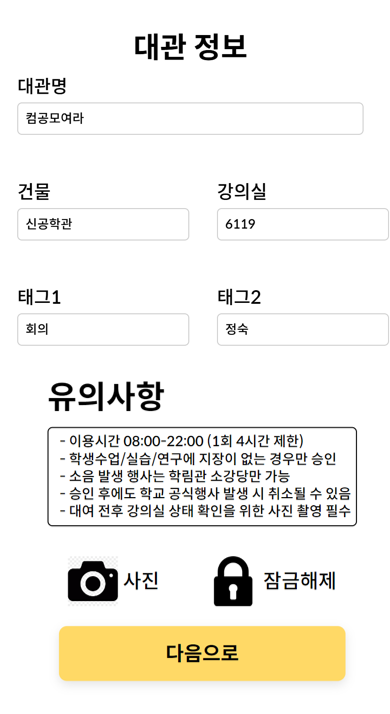 대관 정보
대관명
컴공모여라
건물 강의실
신공학관 6119
태그1 태그2
회의 정숙
유의사항
- 이용시간 08:00-22:00 (1회 4시간 제한)
- 학생수업/실습/연구에 지장이 없는 경우만 승인
- 소음 발생 행사는 학림관 소강당만 가능
- 승인 후에도 학교 공식행사 발생 시 취소될 수 있음
- 대여 전후 강의실 상태 확인을 위한 사진 촬영 필수
사진 잠금해제
다음으로